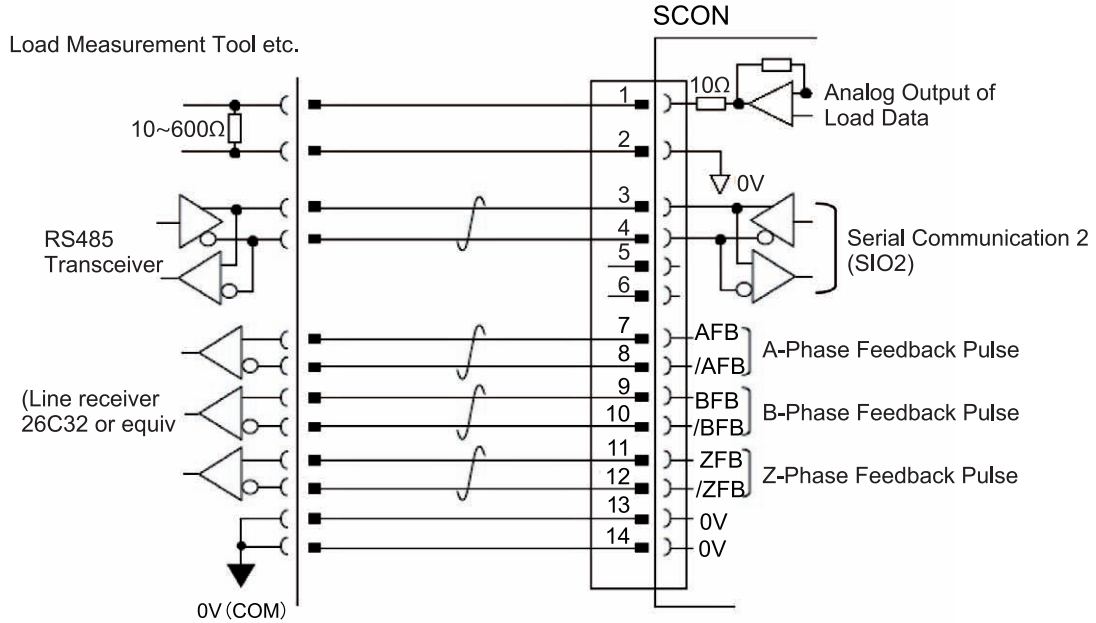 SCON
Load Measurement Tool etc.
1
10Ω
Analog Output of
Load Data
10~600Ω
2
0V
3
4
RS485
Transceiver
Serial Communication 2
(SIO2)
5
6
7
AFB
A-Phase Feedback Pulse
8
/AFB
(Line receiver
26C32 or equiv
9
BFB
B-Phase Feedback Pulse
10
/BFB
11
ZFB
Z-Phase Feedback Pulse
12
/ZFB
13
0V
14
0V
0V(COM)